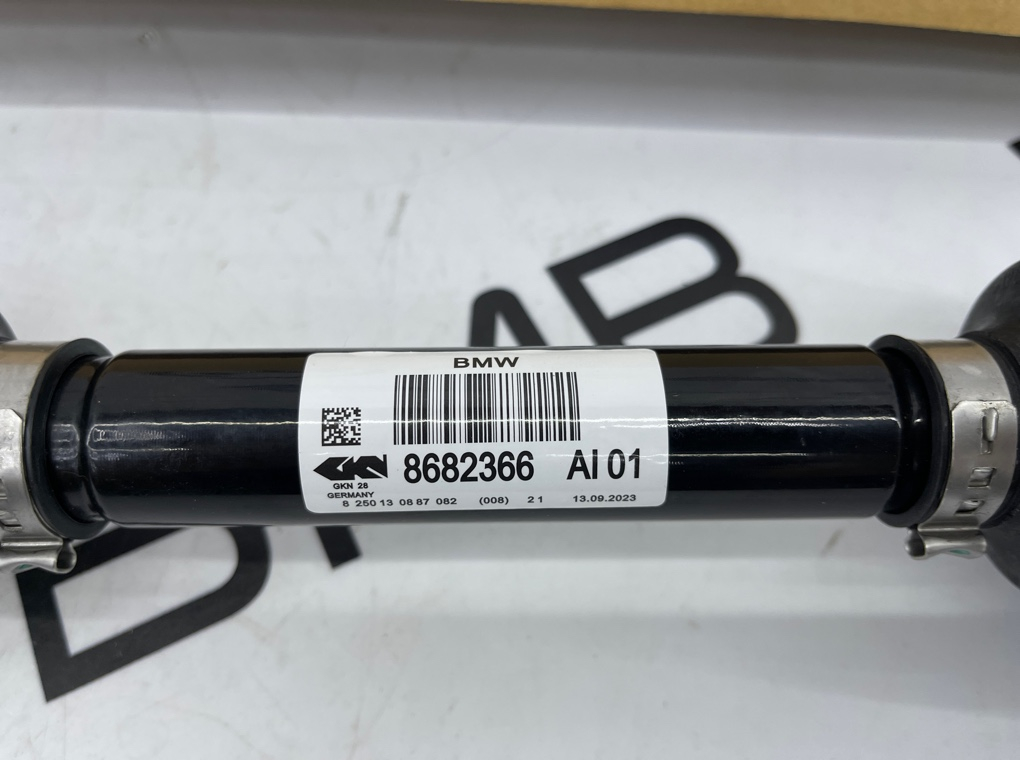 BMW
GKN 8682366 AI 01
GKN 28
GERMANY
8 250 13 08 87 082 (008) 2 1 13.09.2023